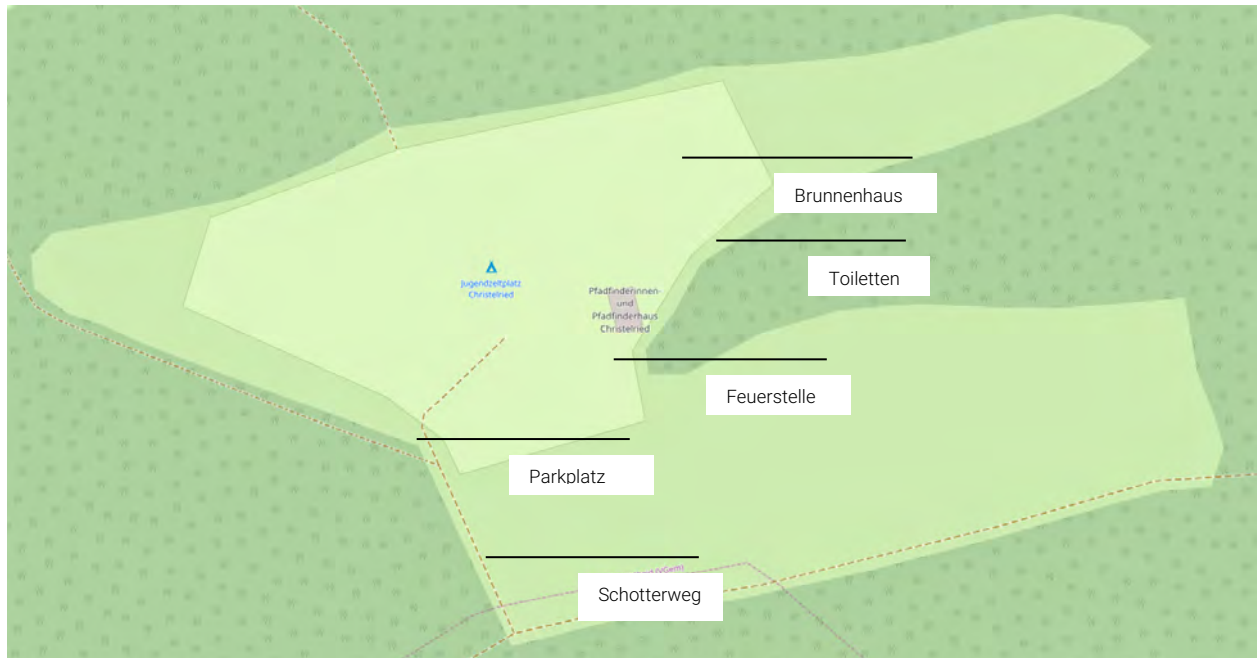 Brunnenhaus
Toiletten
Jugendzeltplatz
Christelried
Pfadfinderinnen-
und
Pfadfinderhaus
Christelried
Feuerstelle
Parkplatz
Schotterweg